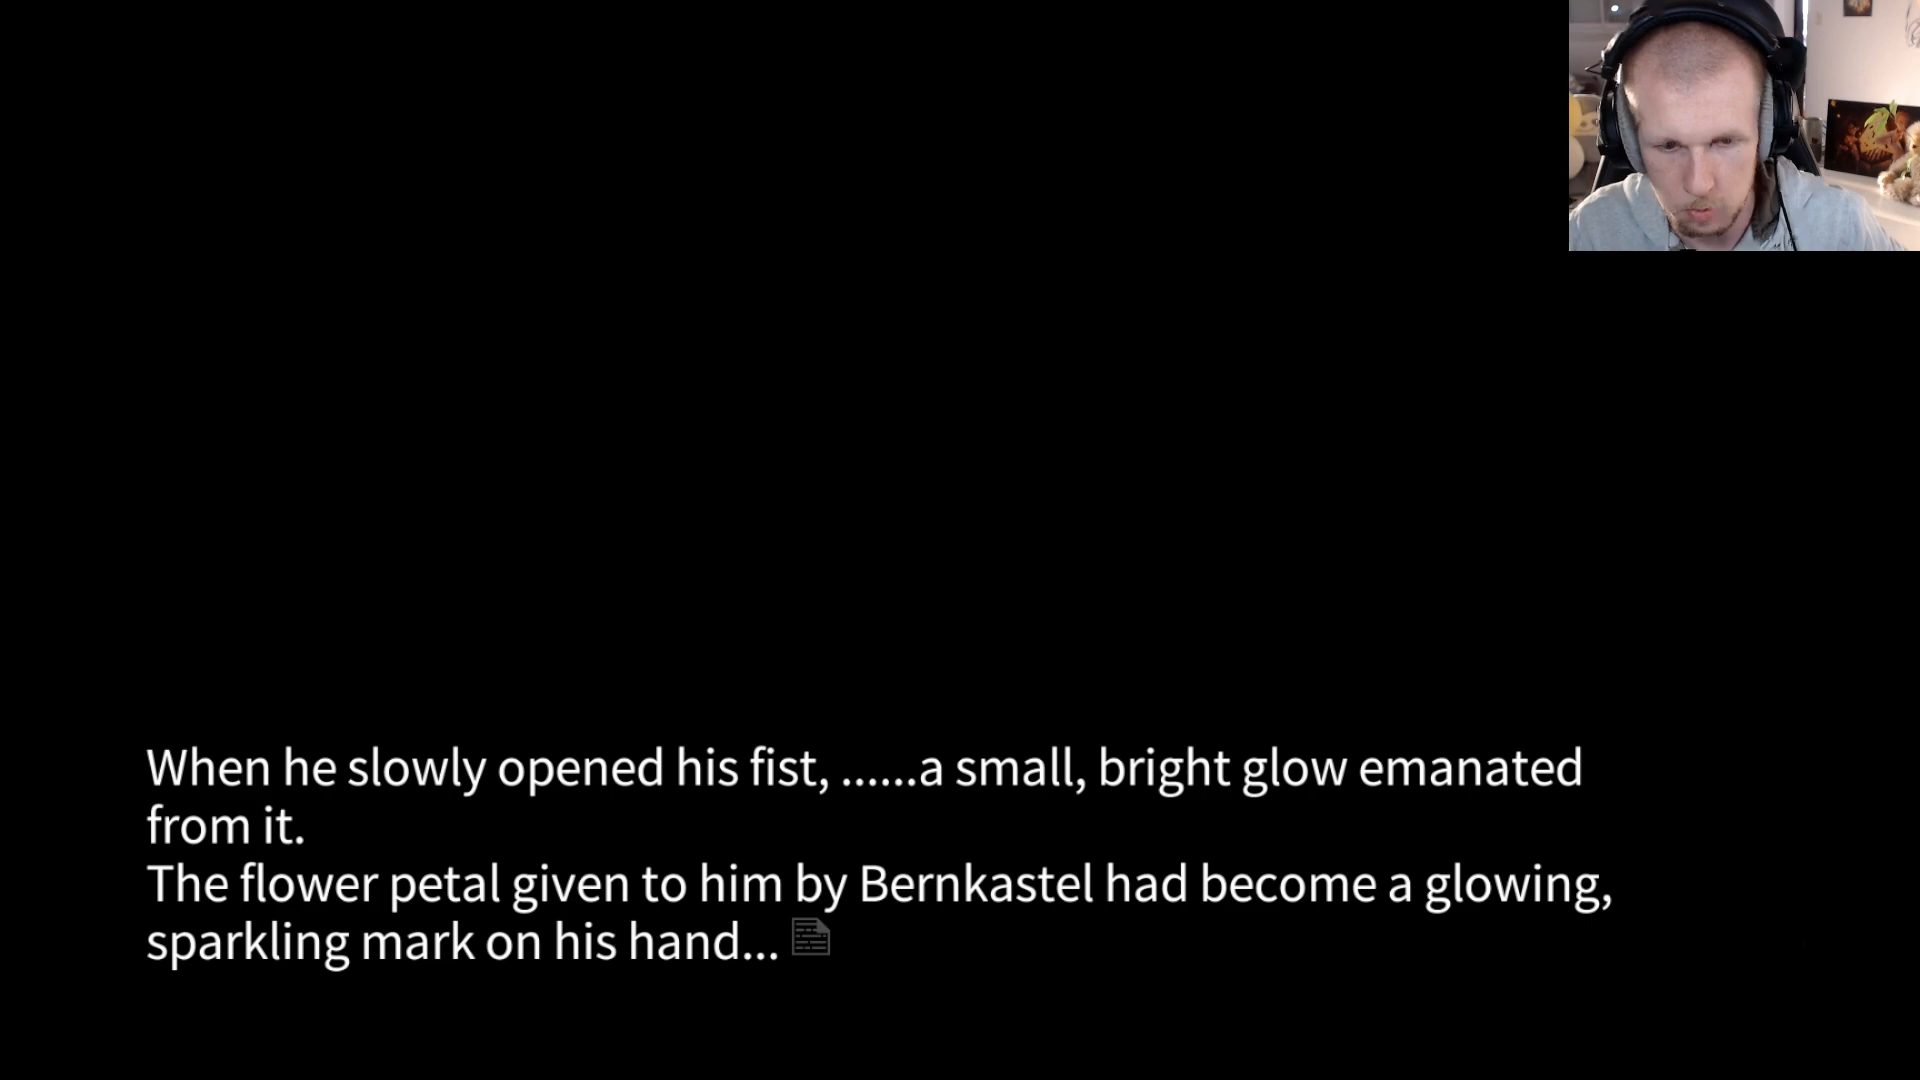 When he slowly opened his fist, ......a small, bright glow emanated
from it.
The flower petal given to him by Bernkastel had become a glowing,
sparkling mark on his hand...